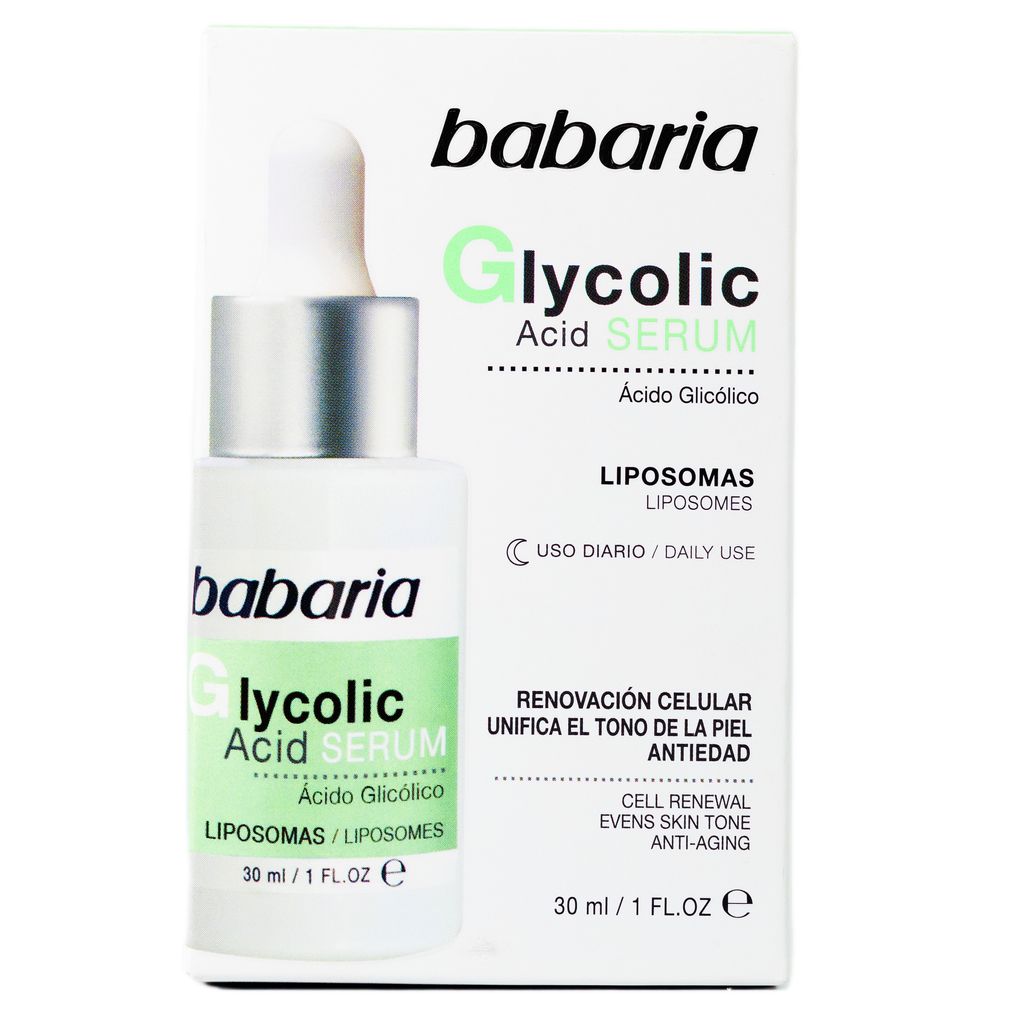 babaria
Glycolic
Acid SERUM
Ácido Glicólico
LIPOSOMAS
LIPOSOMES
USO DIARIO / DAILY USE
RENOVACIÓN CELULAR
UNIFICA EL TONO DE LA PIEL
ANTIEDAD
CELL RENEWAL
EVENS SKIN TONE
ANTI-AGING
30 ml / 1 FL.OZ ℮
babaria
Glycolic
Acid SERUM
Ácido Glicólico
LIPOSOMAS / LIPOSOMES
30 ml / 1 FL.OZ ℮